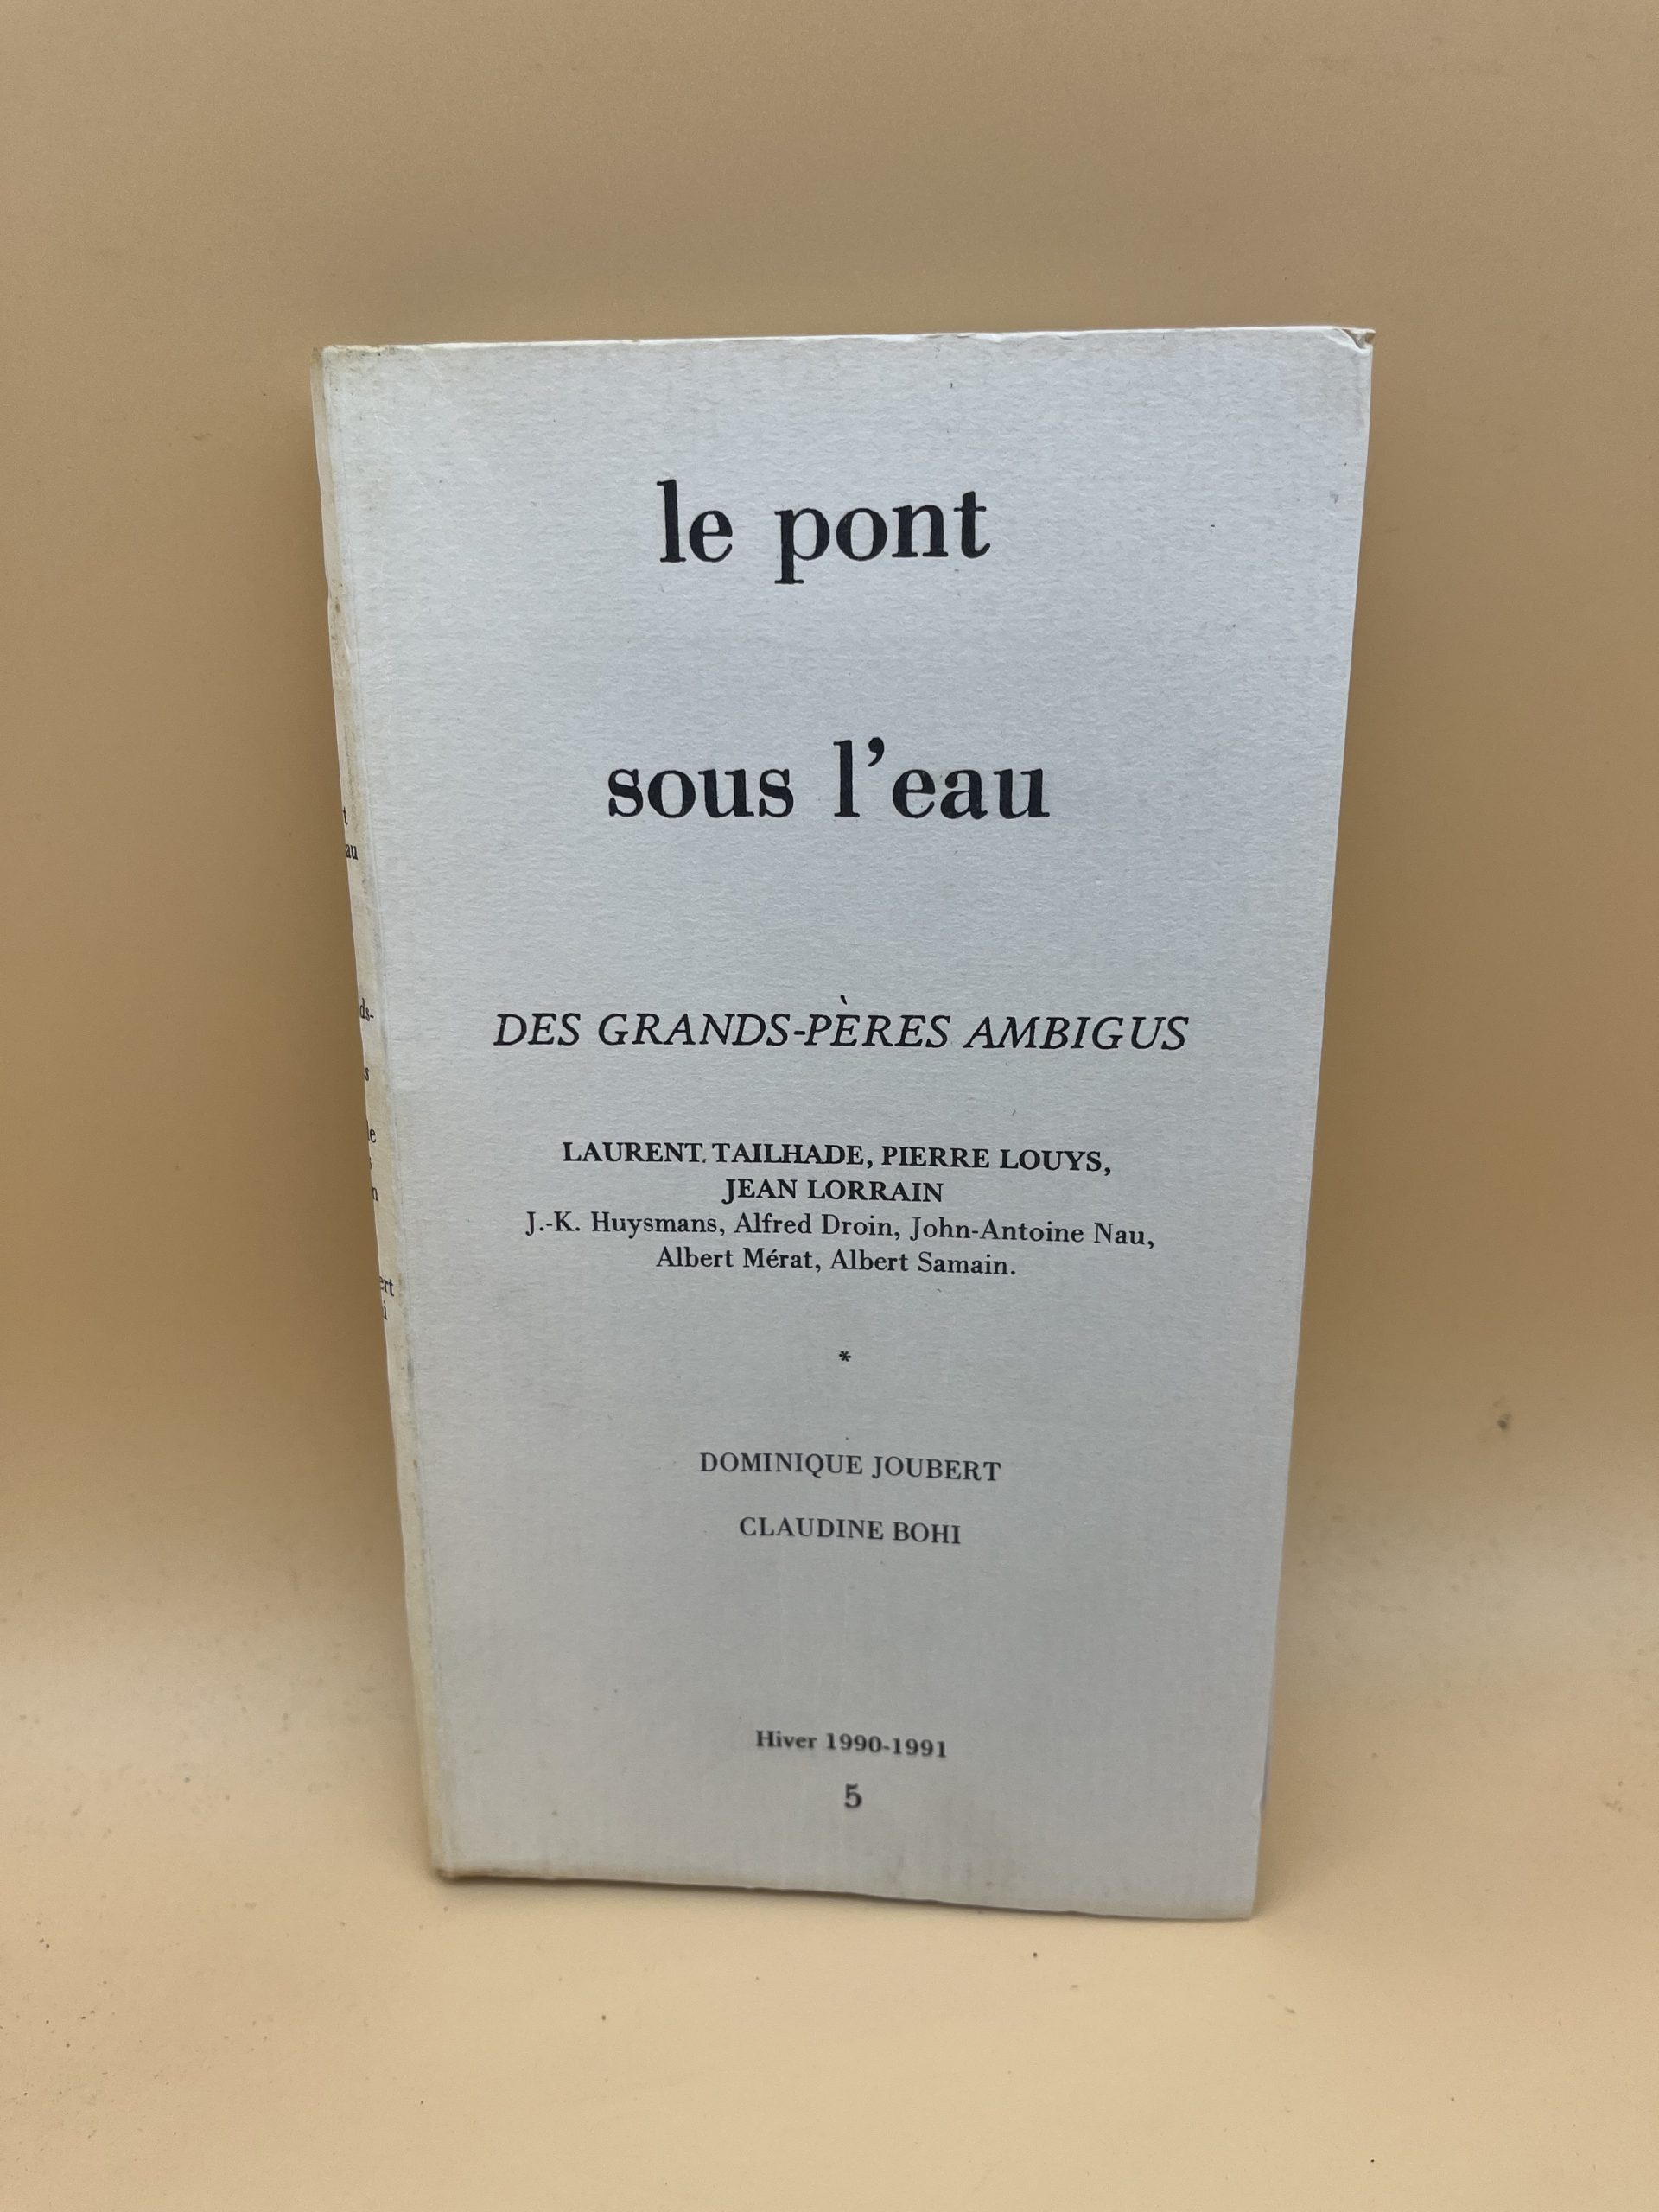 le pont
sous l'eau
DES GRANDS-PÈRES AMBIGUS
LAURENT TAILHADE, PIERRE LOUYS,
JEAN LORRAIN
J.-K. Huysmans, Alfred Droin, John-Antoine Nau,
Albert Mérat, Albert Samain.
*
DOMINIQUE JOUBERT
CLAUDINE BOHI
Hiver 1990-1991
5